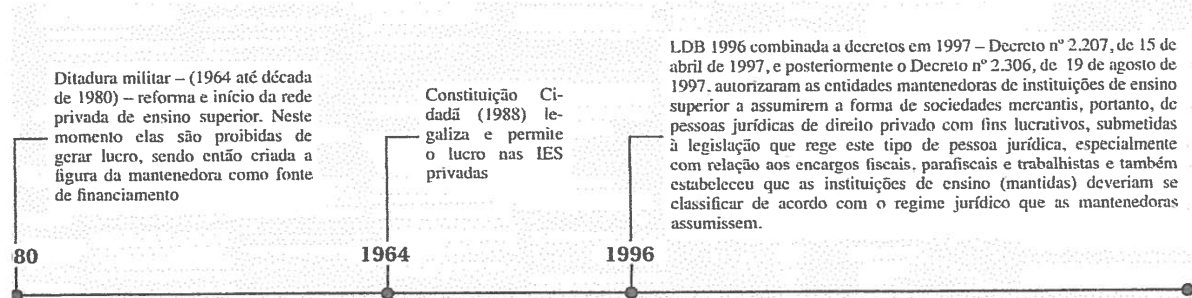 Ditadura militar – (1964 até década
de 1980) – reforma e início da rede
privada de ensino superior. Neste
momento elas são proibidas de
gerar lucro, sendo então criada a
figura da mantenedora como fonte
de financiamento
Constituição Ci-
dadã (1988) le-
galiza e permite
o lucro nas IES
privadas
LDB 1996 combinada a decretos em 1997 – Decreto nº 2.207, de 15 de
abril de 1997, e posteriormente o Decreto nº 2.306, de 19 de agosto de
1997. autorizaram as entidades mantenedoras de instituições de ensino
superior a assumirem a forma de sociedades mercantis, portanto, de
pessoas jurídicas de direito privado com fins lucrativos, submetidas
à legislação que rege este tipo de pessoa jurídica, especialmente
com relação aos encargos fiscais, parafiscais e trabalhistas e também
estabeleceu que as instituições de ensino (mantidas) deveriam se
classificar de acordo com o regime jurídico que as mantenedoras
assumissem.
80
1964
1996